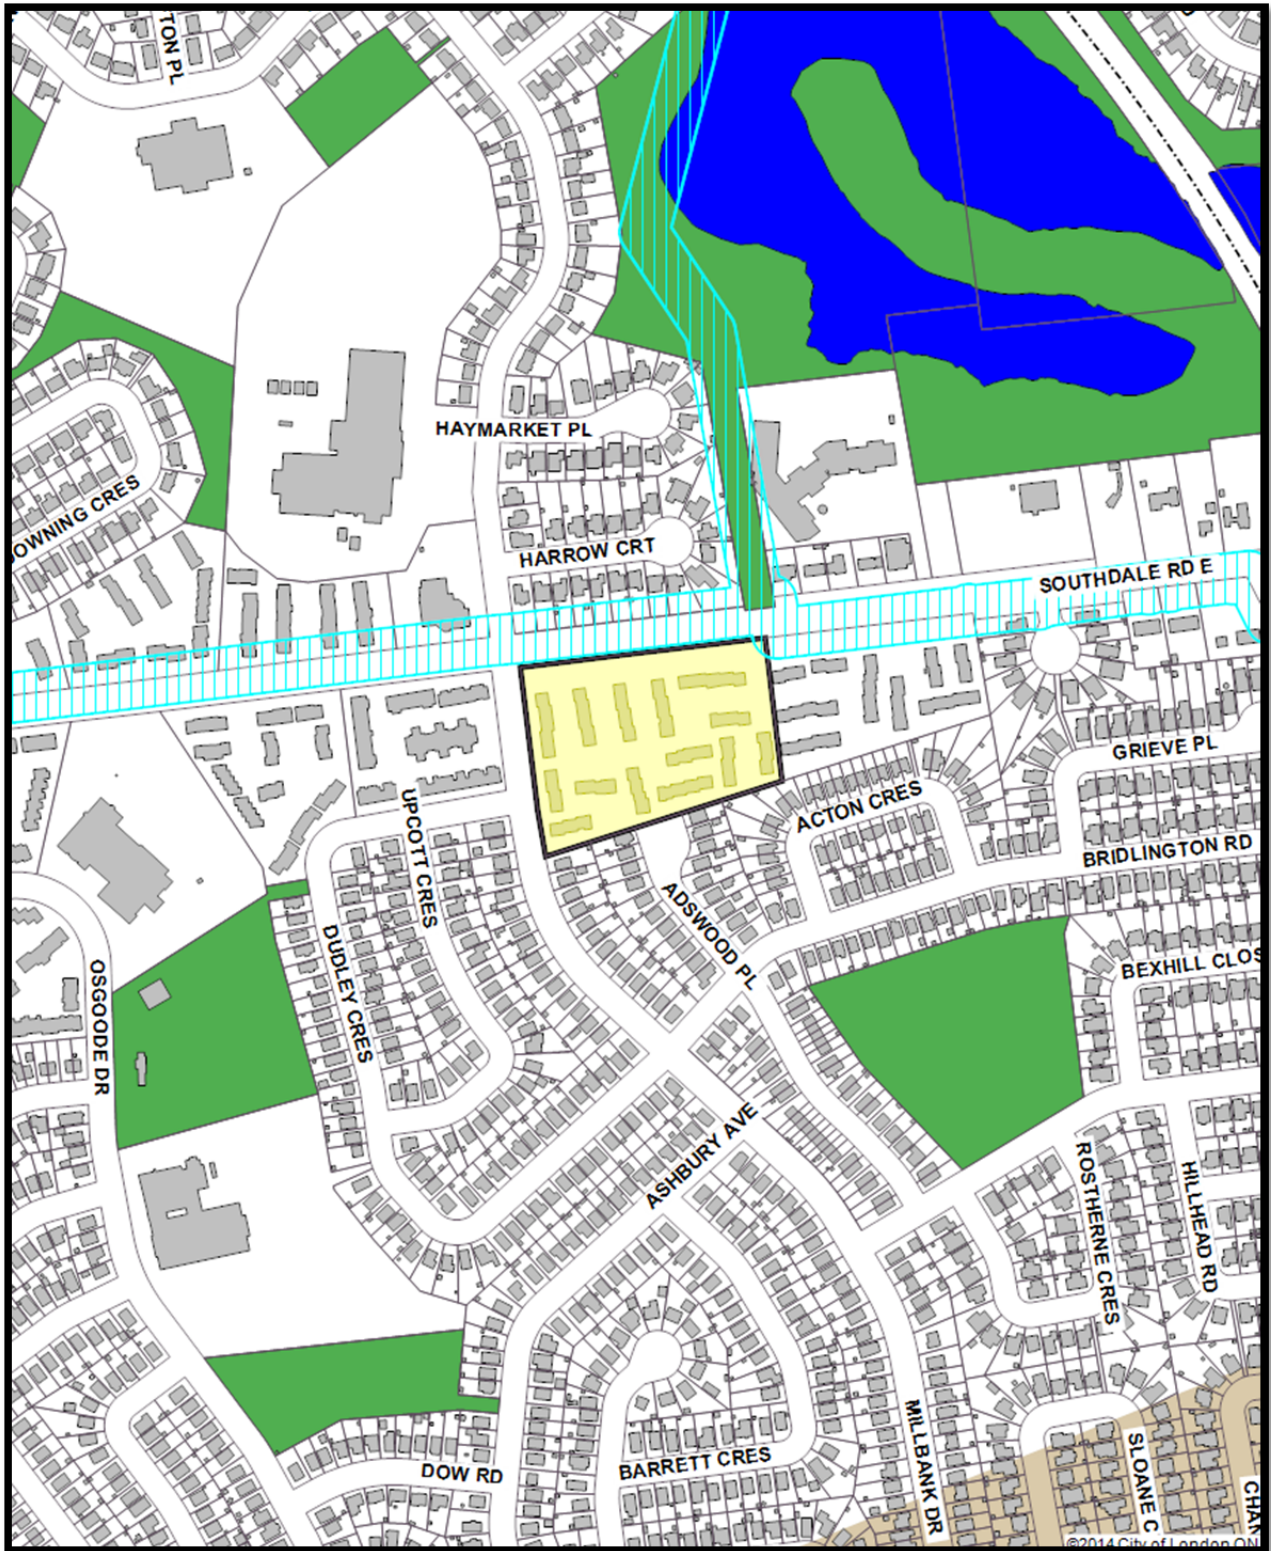 TON PL
HAYMARKET PL
DOWNING CRES
HARROW CRT
SOUTHDALE RD E
GRIEVE PL
ACTON CRES
UPCOTT CRES
BRIDLINGTON RD
ADSWOOD PL
DUDLEY CRES
BEXHILL CLOS
OSGOODE DR
ASHBURY AVE
ROSTHERNE CRES
HILLHEAD RD
MILLBANK DR
BARRETT CRES
DOW RD
SLOANE C
CHAN
©2014 City of London ON